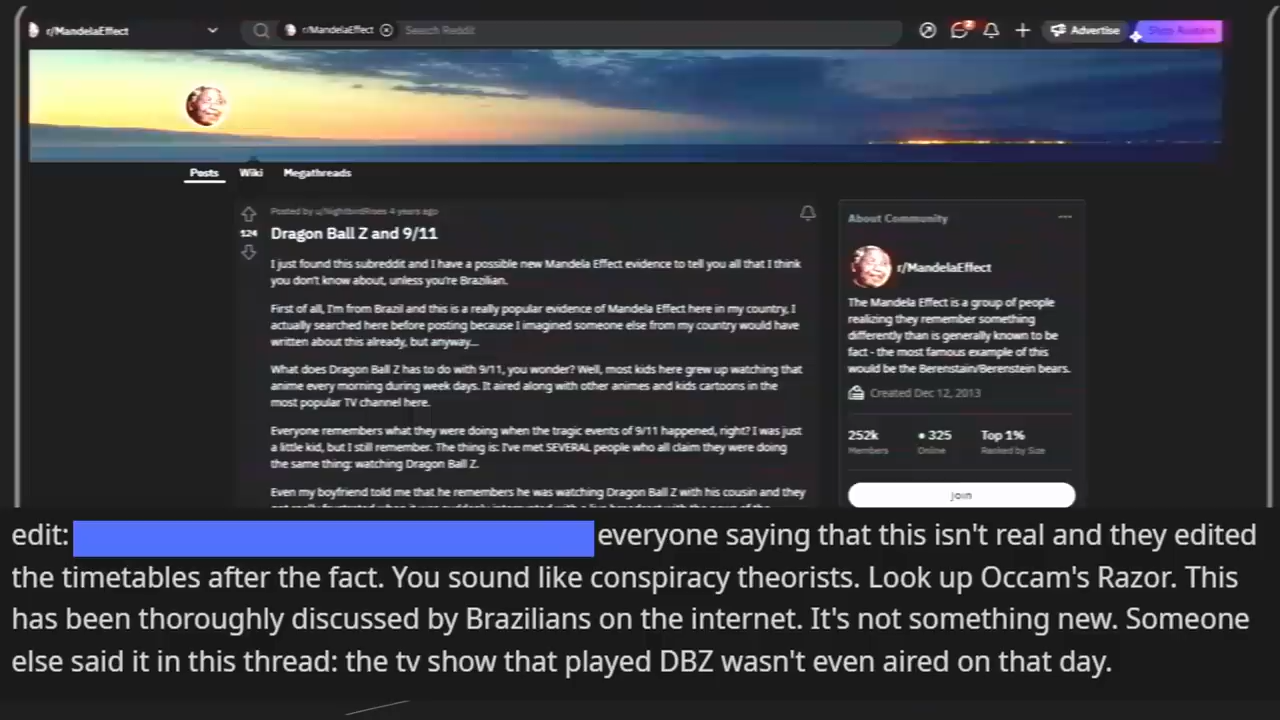 r/MandelaEffect
r/MandelaEffect
Search Reddit
2
Advertise
Posts
Wiki
Megathreads
Posted by u/NightbirdRises 4 years ago
124
Dragon Ball Z and 9/11
I just found this subreddit and I have a possible new Mandela Effect evidence to tell you all that I think
you don't know about, unless you're Brazilian.
First of all, I'm from Brazil and this is a really popular evidence of Mandela Effect here in my country, I
actually searched here before posting because I imagined someone else from my country would have
written about this already, but anyway...
What does Dragon Ball Z has to do with 9/11, you wonder? Well, most kids here grew up watching that
anime every morning during week days. It aired along with other animes and kids cartoons in the
most popular TV channel here.
Everyone remembers what they were doing when the tragic events of 9/11 happened, right? I was just
a little kid, but I still remember. The thing is: I've met SEVERAL people who all claim they were doing
the same thing: watching Dragon Ball Z.
Even my boyfriend told me that he remembers he was watching Dragon Ball Z with his cousin and they
About Community
r/MandelaEffect
The Mandela Effect is a group of people
realizing they remember something
differently than is generally known to be
fact - the most famous example of this
would be the Berenstain/Berenstein bears.
Created Dec 12, 2013
252k
Members
325
Online
Top 1%
Ranked by Size
Join
edit: everyone saying that this isn't real and they edited
the timetables after the fact. You sound like conspiracy theorists. Look up Occam's Razor. This
has been thoroughly discussed by Brazilians on the internet. It's not something new. Someone
else said it in this thread: the tv show that played DBZ wasn't even aired on that day.